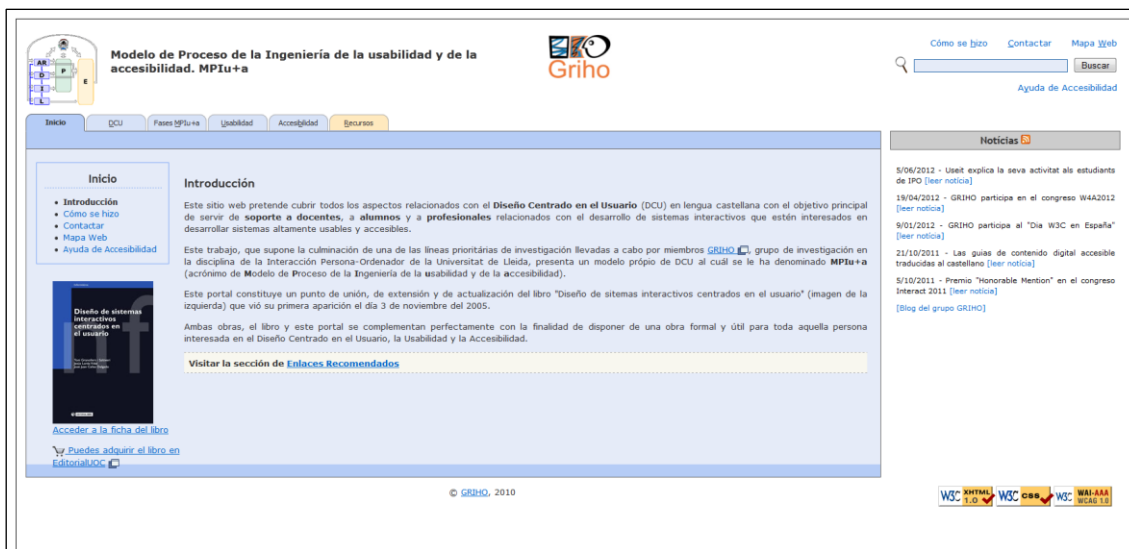 AR
P
E
D
I
L
Modelo de Proceso de la Ingeniería de la usabilidad y de la
accesibilidad. MPIu+a
Griho
Cómo se hizo Contactar Mapa Web
Buscar
Ayuda de Accesibilidad
Inicio DCU Fases MPIu+a Usabilidad Accesibilidad Recursos
Inicio
• Introducción
• Cómo se hizo
• Contactar
• Mapa Web
• Ayuda de Accesibilidad
Diseño de sistemas
interactivos
centrados en
el usuario
Acceder a la ficha del libro
Puedes adquirir el libro en
EditorialUOC
Introducción
Este sitio web pretende cubrir todos los aspectos relacionados con el Diseño Centrado en el Usuario (DCU) en lengua castellana con el objetivo principal
de servir de soporte a docentes, a alumnos y a profesionales relacionados con el desarrollo de sistemas interactivos que estén interesados en
desarrollar sistemas altamente usables y accesibles.
Este trabajo, que supone la culminación de una de las líneas prioritárias de investigación llevadas a cabo por miembros GRIHO, grupo de investigación en
la disciplina de la Interacción Persona-Ordenador de la Universitat de Lleida, presenta un modelo própio de DCU al cuál se le ha denominado MPIu+a
(acrónimo de Modelo de Proceso de la Ingeniería de la usabilidad y de la accesibilidad).
Este portal constituye un punto de unión, de extensión y de actualización del libro "Diseño de sitemas interactivos centrados en el usuario" (imagen de la
izquierda) que vió su primera aparición el día 3 de noviembre del 2005.
Ambas obras, el libro y este portal se complementan perfectamente con la finalidad de disponer de una obra formal y útil para toda aquella persona
interesada en el Diseño Centrado en el Usuario, la Usabilidad y la Accesibilidad.
Visitar la sección de Enlaces Recomendados
Noticias
5/06/2012 - Useit explica la seva activitat als estudiants
de IPO [leer notícia]
19/04/2012 - GRIHO participa en el congreso W4A2012
[leer notícia]
9/01/2012 - GRIHO participa al "Dia W3C en España"
[leer notícia]
21/10/2011 - Las guias de contenido digital accesible
traducidas al castellano [leer notícia]
5/10/2011 - Premio "Honorable Mention" en el congreso
Interact 2011 [leer notícia]
[Blog del grupo GRIHO]
© GRIHO, 2010
W3C XHTML 1.0
W3C css
W3C WAI-AAA WCAG 1.0